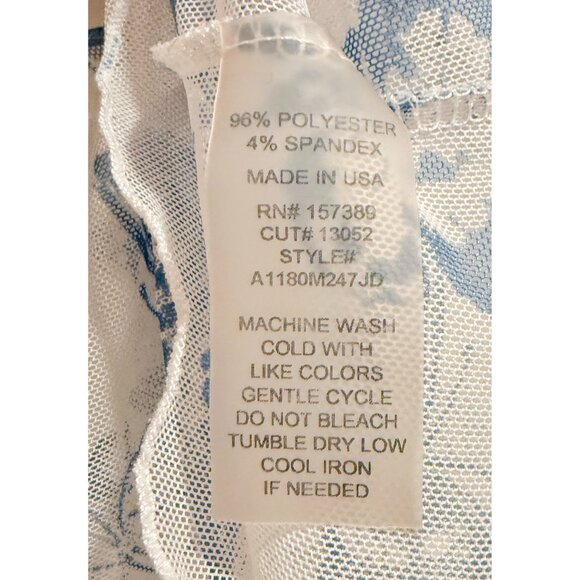 96% POLYESTER
4% SPANDEX
MADE IN USA
RN# 157389
CUT# 13052
STYLE#
A1180M247JD
MACHINE WASH
COLD WITH
LIKE COLORS
GENTLE CYCLE
DO NOT BLEACH
TUMBLE DRY LOW
COOL IRON
IF NEEDED